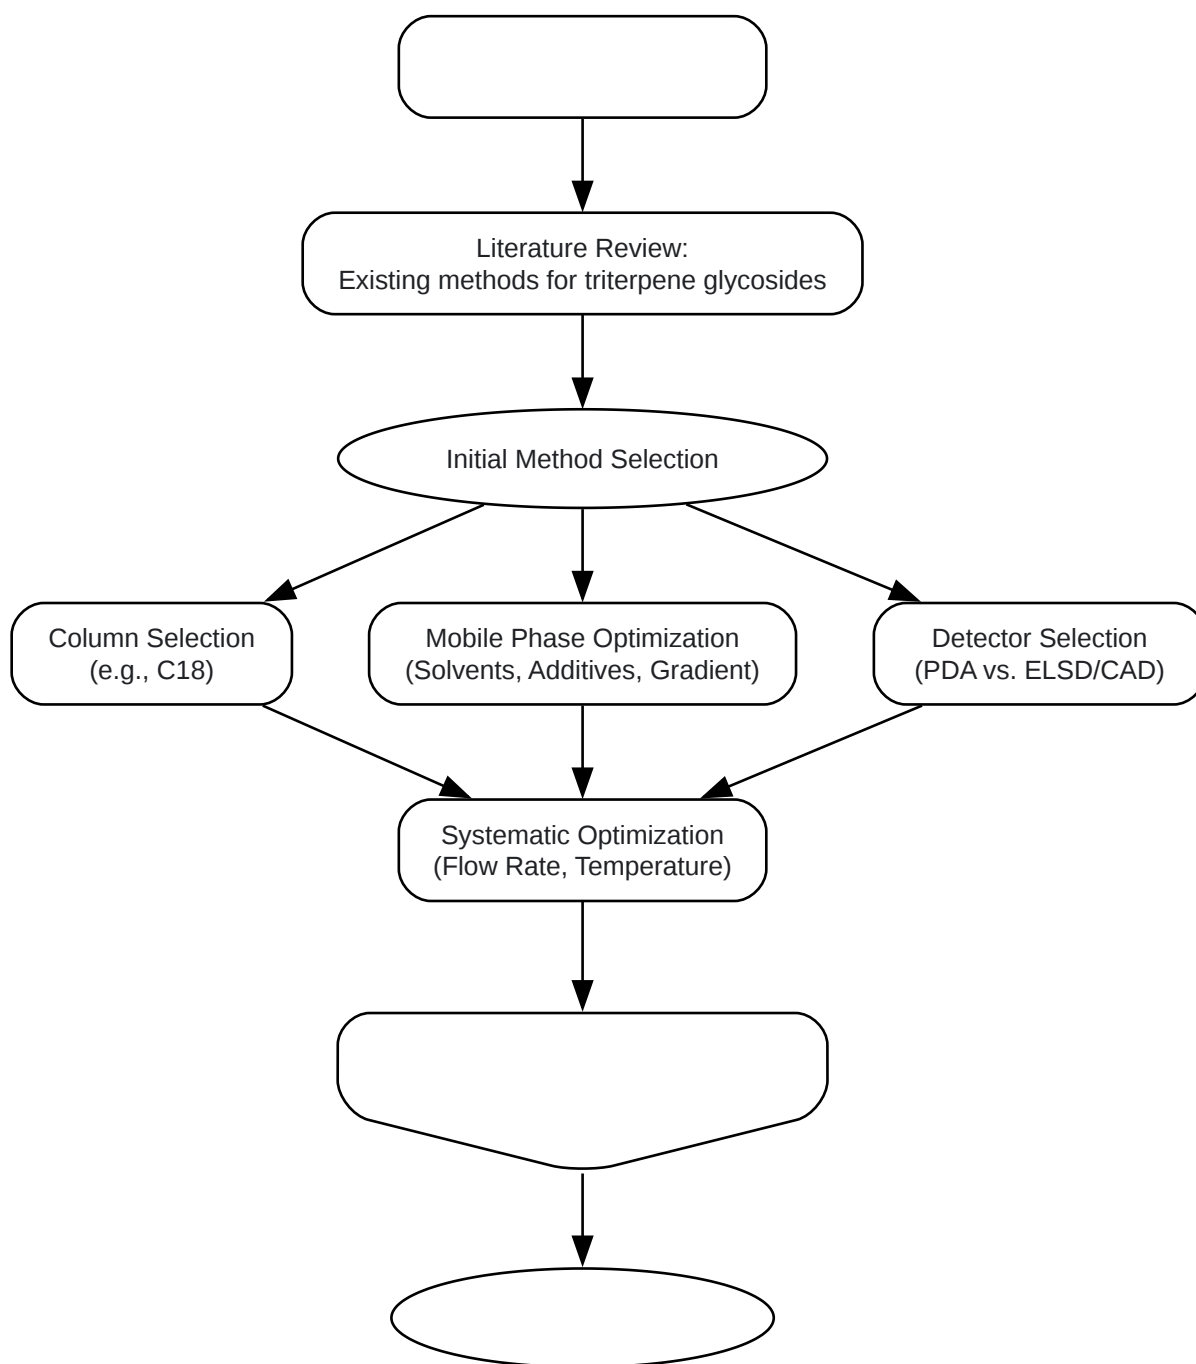 Literature Review:
Existing methods for triterpene glycosides
Initial Method Selection
Column Selection
(e.g., C18)
Mobile Phase Optimization
(Solvents, Additives, Gradient)
Detector Selection
(PDA vs. ELSD/CAD)
Systematic Optimization
(Flow Rate, Temperature)